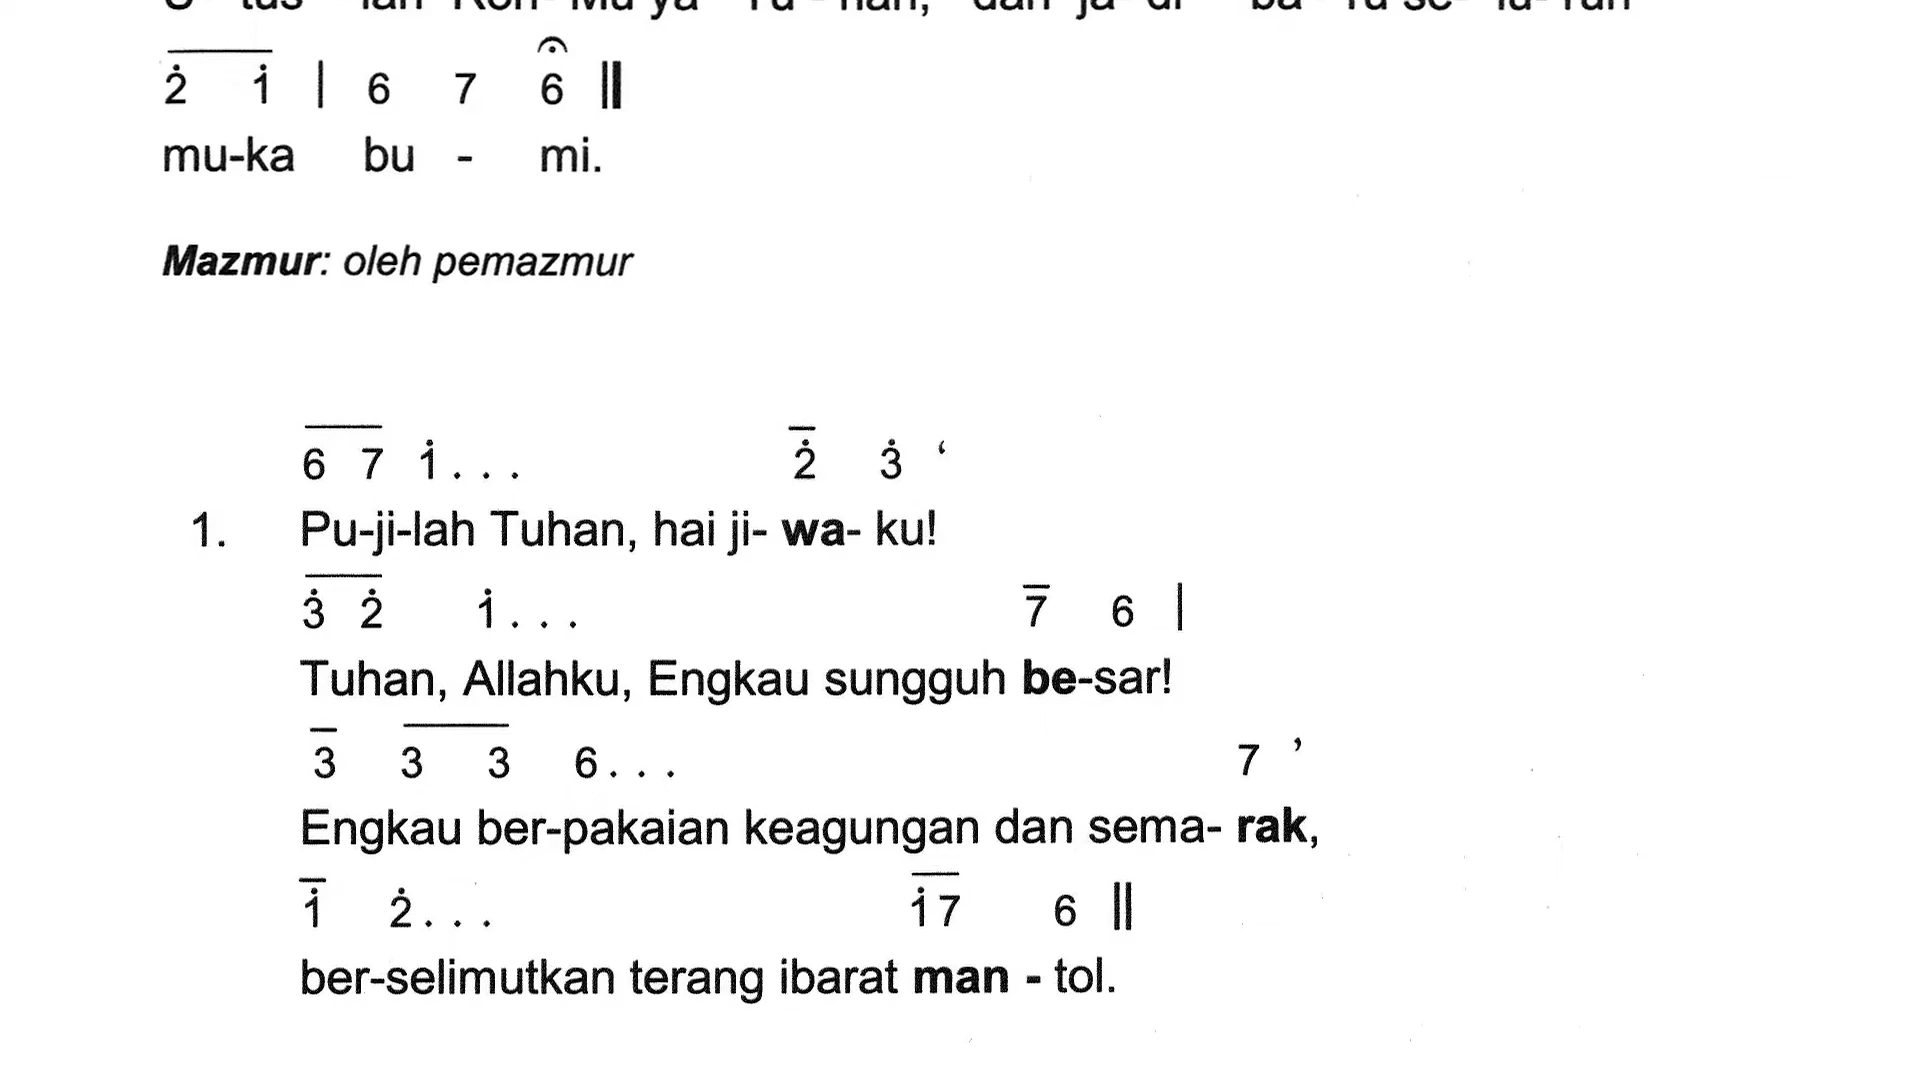 2̇ 1̇ | 6 7 6 ||
mu-ka bu - mi.
Mazmur: oleh pemazmur
6 7 1̇ . . . 2̇ 3̇ ‘
1. Pu-ji-lah Tuhan, hai ji- wa- ku!
3̇ 2̇ 1̇ . . . 7 6 |
Tuhan, Allahku, Engkau sungguh be-sar!
3 3 3 6 . . . 7 ’
Engkau ber-pakaian keagungan dan sema- rak,
1̇ 2̇ . . . 1̇ 7 6 ||
ber-selimutkan terang ibarat man - tol.